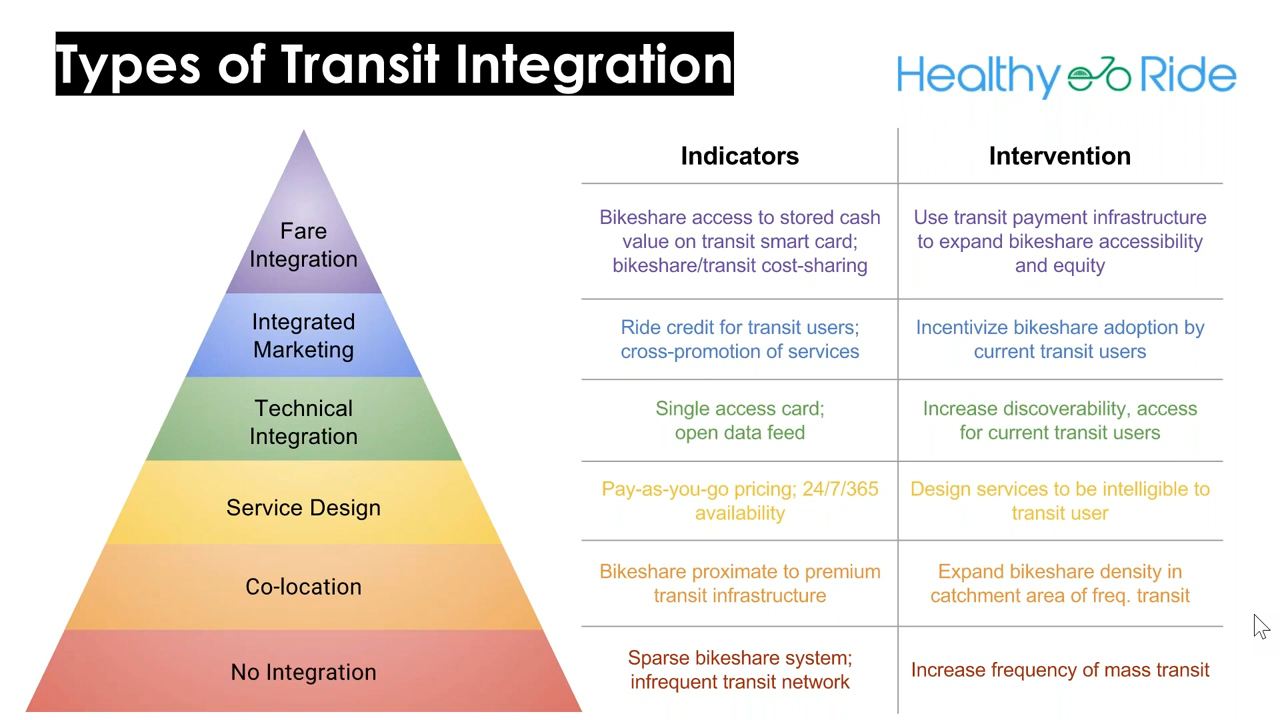 Types of Transit Integration
Healthy Ride
Indicators
Intervention
Fare
Integration
Bikeshare access to stored cash
value on transit smart card;
bikeshare/transit cost-sharing
Use transit payment infrastructure
to expand bikeshare accessibility
and equity
Integrated
Marketing
Ride credit for transit users;
cross-promotion of services
Incentivize bikeshare adoption by
current transit users
Technical
Integration
Single access card;
open data feed
Increase discoverability, access
for current transit users
Service Design
Pay-as-you-go pricing; 24/7/365
availability
Design services to be intelligible to
transit user
Co-location
Bikeshare proximate to premium
transit infrastructure
Expand bikeshare density in
catchment area of freq. transit
No Integration
Sparse bikeshare system;
infrequent transit network
Increase frequency of mass transit